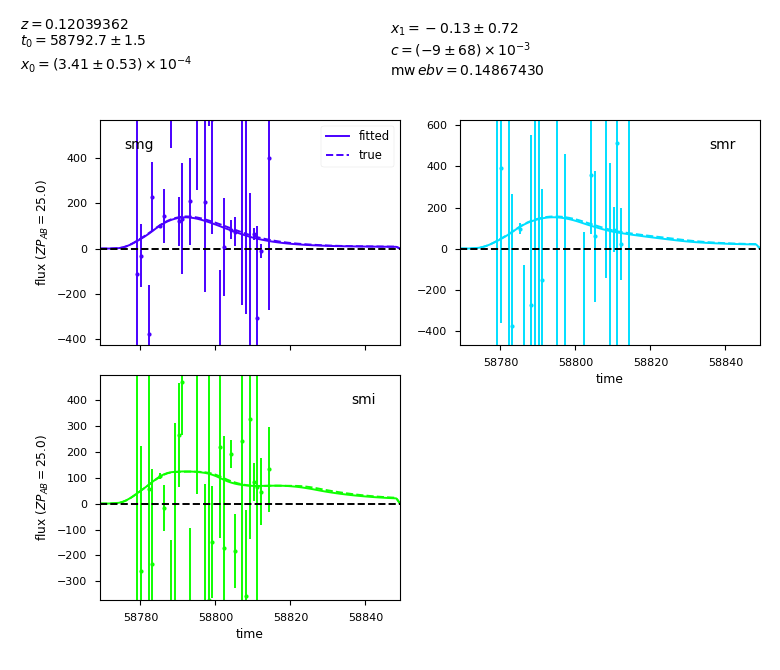 z = 0.12039362
t₀ = 58792.7 ± 1.5
x₀ = (3.41 ± 0.53) × 10⁻⁴
x₁ = −0.13 ± 0.72
c = (−9 ± 68) × 10⁻³
mw ebv = 0.14867430
smg
fitted
true
400
200
0
−200
−400
flux (ZP_AB = 25.0)
smr
600
400
200
0
−200
−400
58780 58800 58820 58840
time
smi
400
300
200
100
0
−100
−200
−300
flux (ZP_AB = 25.0)
58780 58800 58820 58840
time